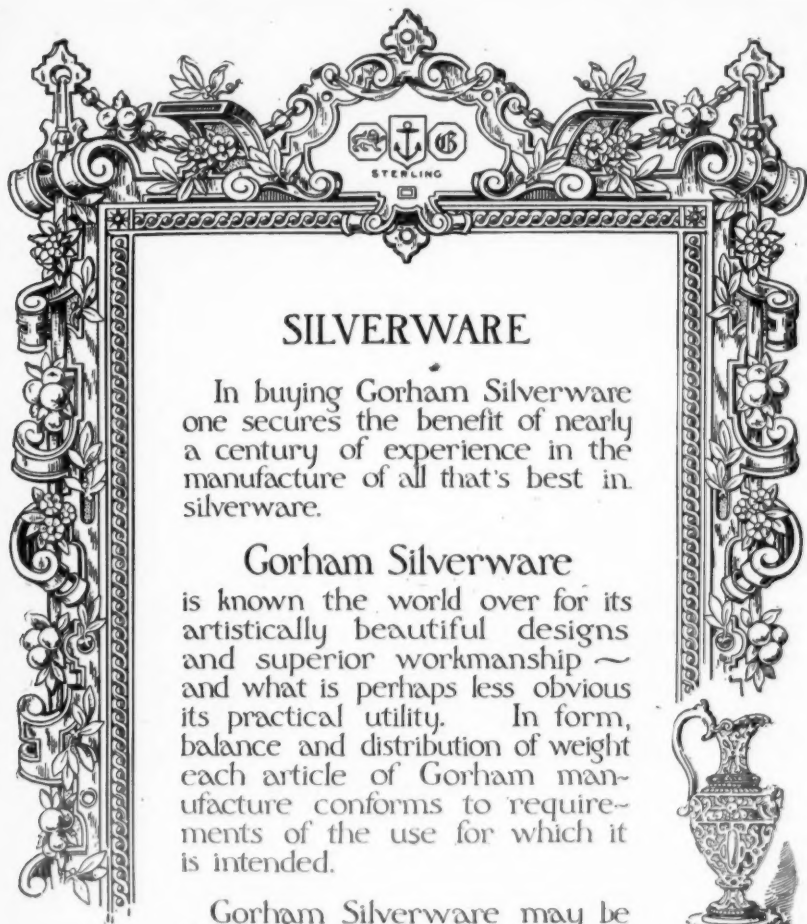 G
STERLING
SILVERWARE
In buying Gorham Silverware
one secures the benefit of nearly
a century of experience in the
manufacture of all that's best in
silverware.
Gorham Silverware
is known the world over for its
artistically beautiful designs
and superior workmanship ~
and what is perhaps less obvious
its practical utility. In form,
balance and distribution of weight
each article of Gorham man~
ufacture conforms to require~
ments of the use for which it
is intended.
Gorham Silverware may be